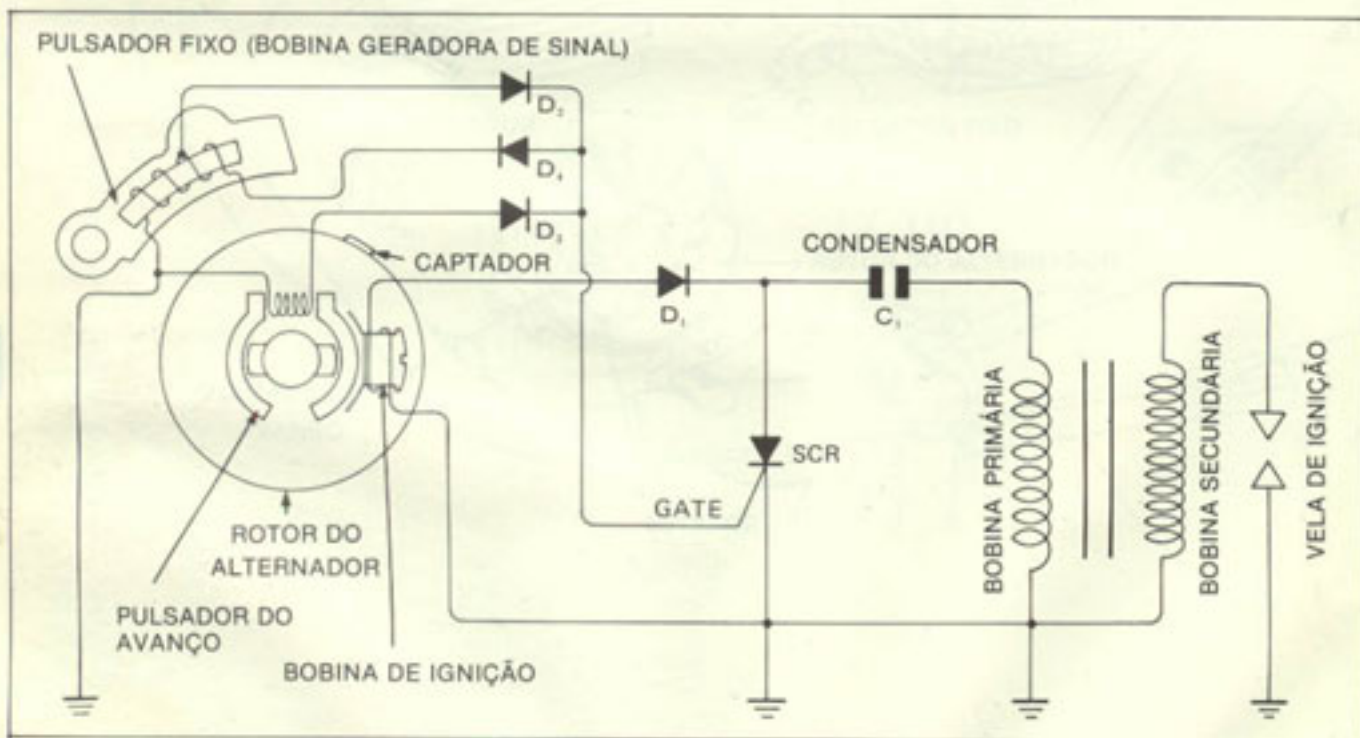 PULSADOR FIXO (BOBINA GERADORA DE SINAL)
D₂
D₄
D₃
CAPTADOR
CONDENSADOR
D₁
C₁
SCR
GATE
BOBINA PRIMÁRIA
BOBINA SECUNDÁRIA
VELA DE IGNIÇÃO
ROTOR DO
ALTERNADOR
PULSADOR DO
AVANÇO
BOBINA DE IGNIÇÃO